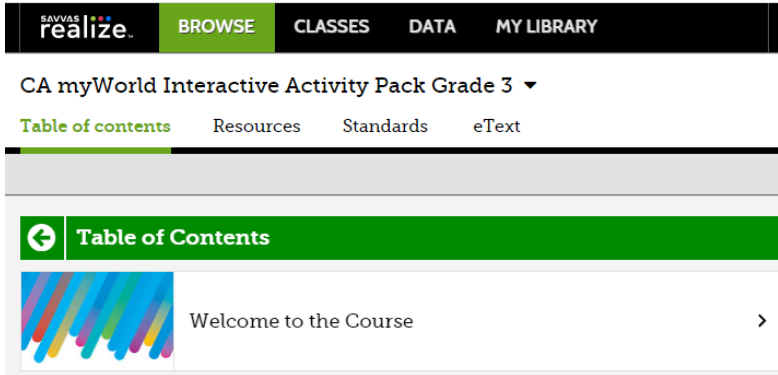 SAVVAS
realize™ BROWSE CLASSES DATA MY LIBRARY
CA myWorld Interactive Activity Pack Grade 3
Table of contents Resources Standards eText
Table of Contents
Welcome to the Course